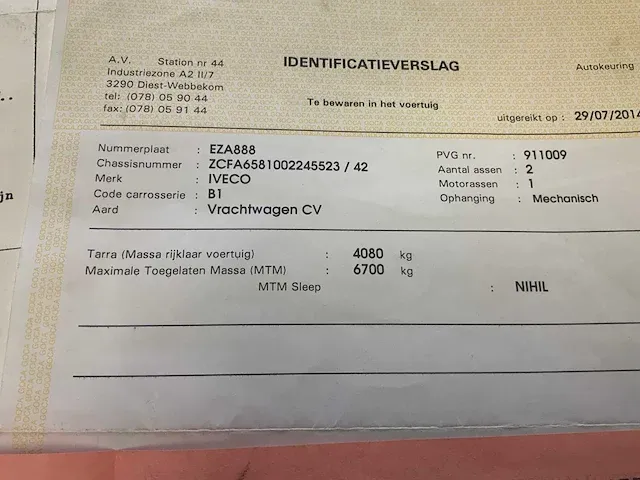 IDENTIFICATIEVERSLAG
Autokeuring
A.V. Station nr 44
Industriezone A2 II/7
3290 Diest-Webbekom
tel: (078) 05 90 44
fax: (078) 05 91 44
Te bewaren in het voertuig
uitgereikt op : 29/07/2014
Nummerplaat : EZA888
Chassisnummer : ZCFA6581002245523 / 42
Merk : IVECO
Code carrosserie : B1
Aard : Vrachtwagen CV
PVG nr. : 911009
Aantal assen : 2
Motorassen : 1
Ophanging : Mechanisch
Tarra (Massa rijklaar voertuig) : 4080 kg
Maximale Toegelaten Massa (MTM) : 6700 kg
MTM Sleep : NIHIL